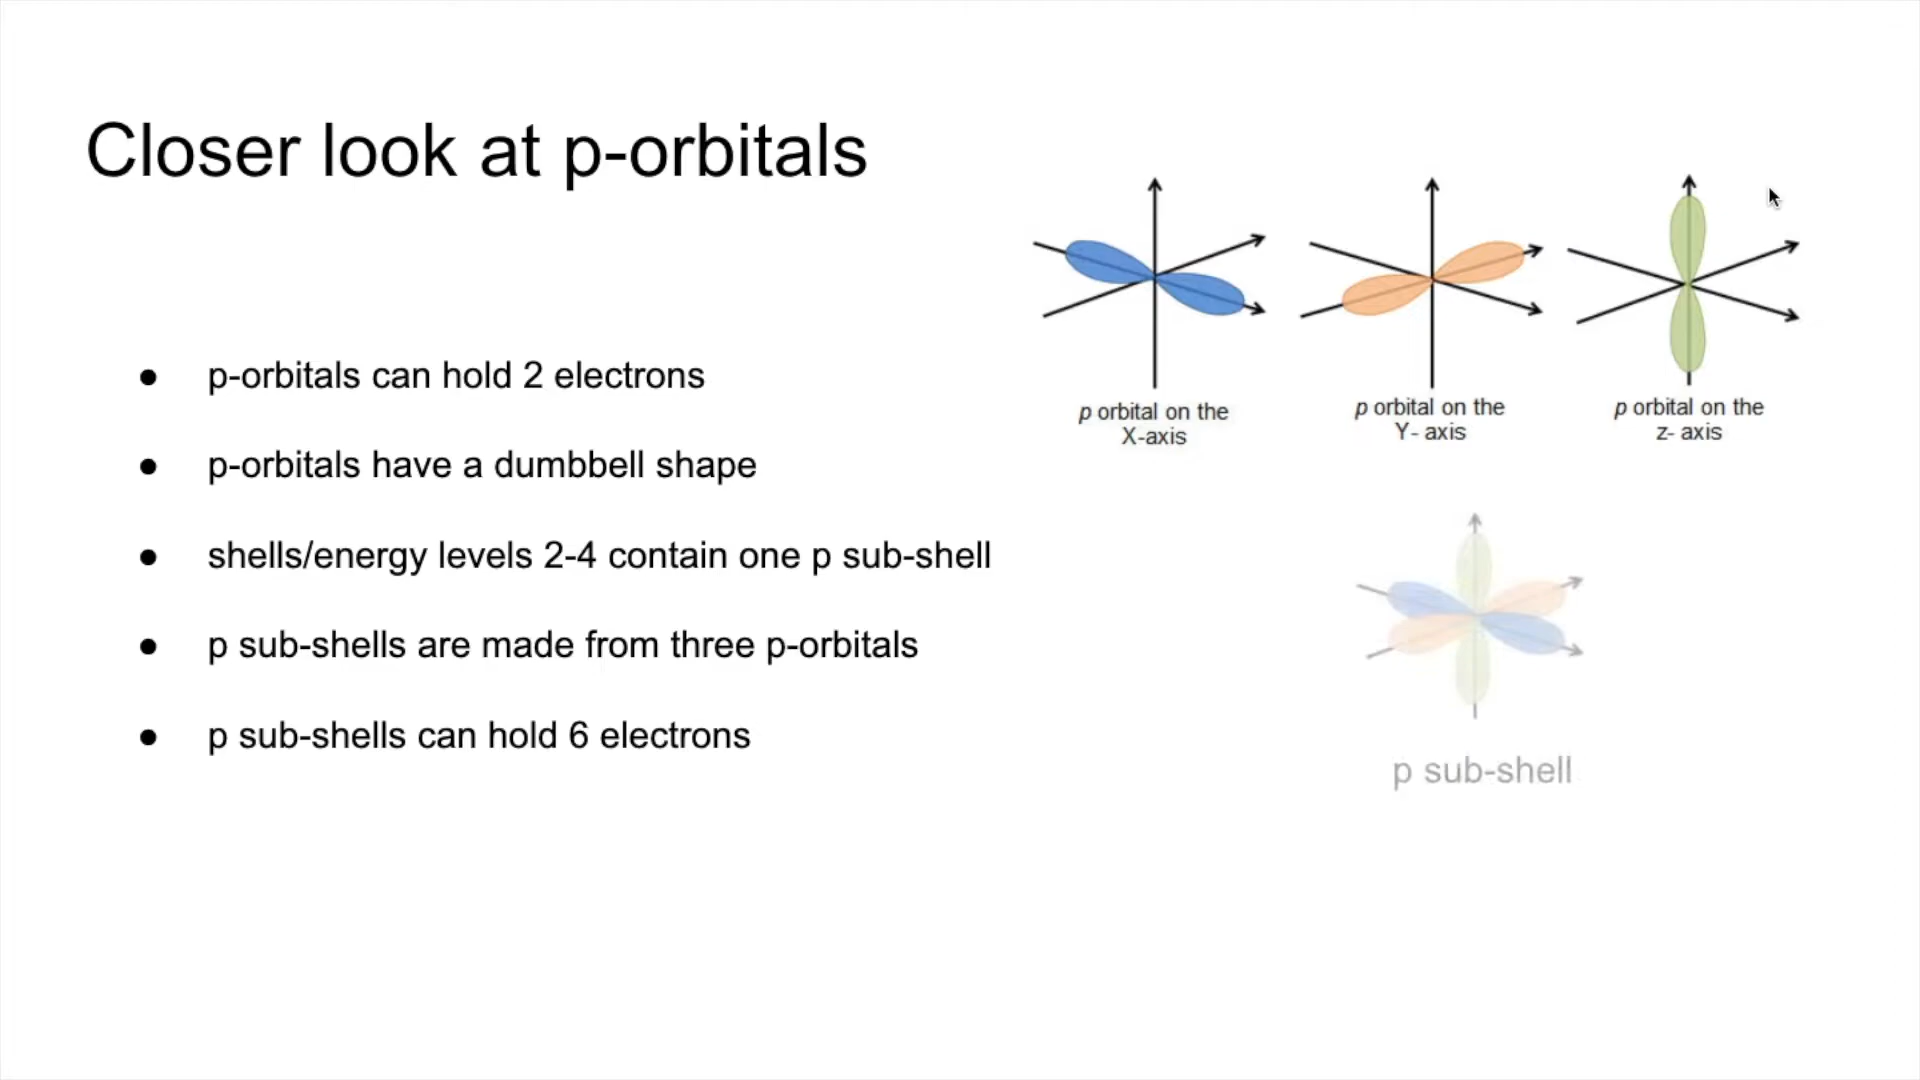 Closer look at p-orbitals
● p-orbitals can hold 2 electrons
● p-orbitals have a dumbbell shape
● shells/energy levels 2-4 contain one p sub-shell
● p sub-shells are made from three p-orbitals
● p sub-shells can hold 6 electrons
p orbital on the
X-axis
p orbital on the
Y- axis
p orbital on the
z- axis
p sub-shell